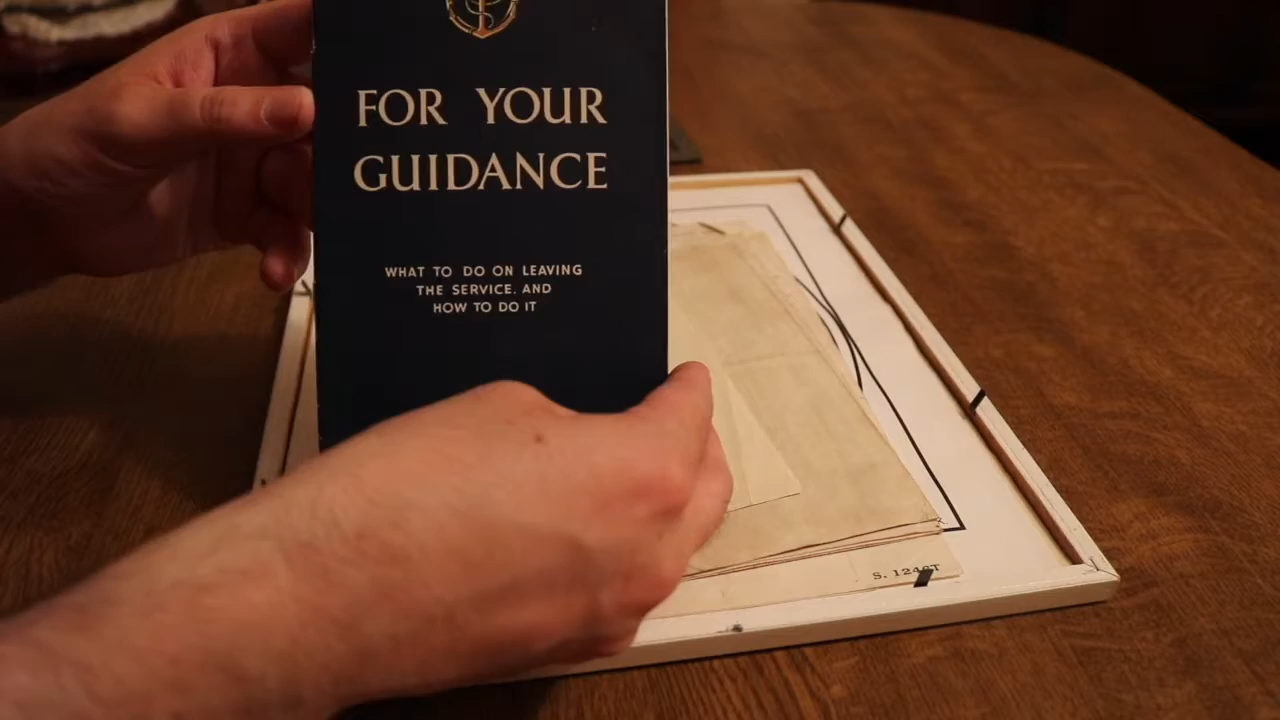 FOR YOUR
GUIDANCE
WHAT TO DO ON LEAVING
THE SERVICE. AND
HOW TO DO IT